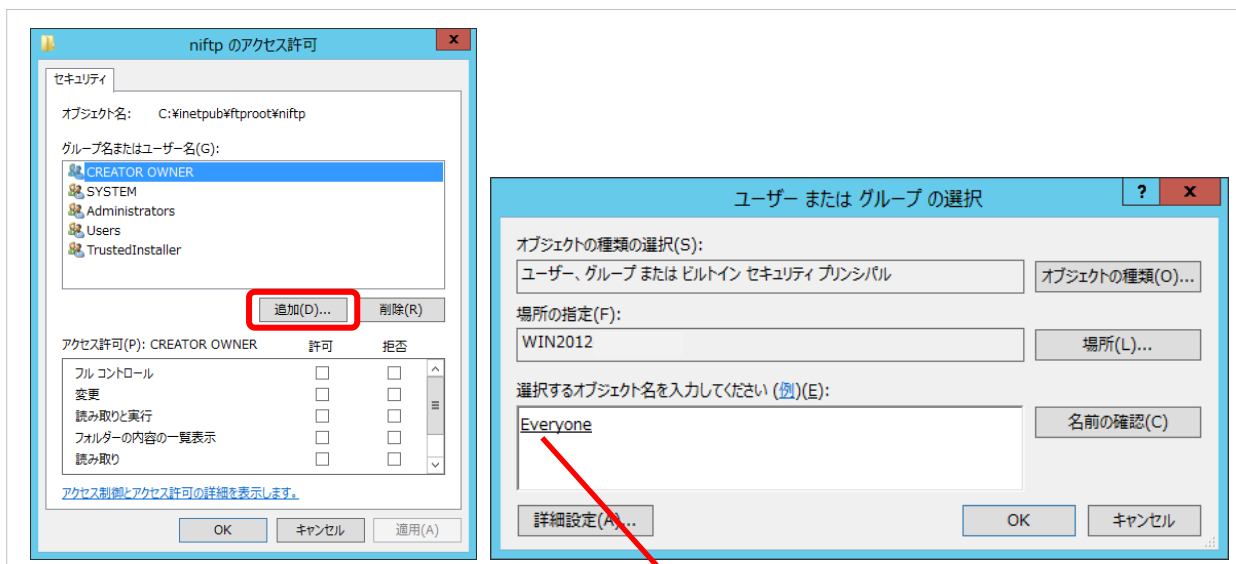 niftp のアクセス許可
x
セキュリティ
オブジェクト名: C:¥inetpub¥ftproot¥niftp
グループ名またはユーザー名(G):
CREATOR OWNER
SYSTEM
Administrators
Users
TrustedInstaller
追加(D)... 削除(R)
アクセス許可(P): CREATOR OWNER 許可 拒否
フル コントロール
変更
読み取りと実行
フォルダーの内容の一覧表示
読み取り
アクセス制御とアクセス許可の詳細を表示します。
OK キャンセル 適用(A)
ユーザー または グループ の選択
? x
オブジェクトの種類の選択(S):
ユーザー、グループ または ビルトイン セキュリティ プリンシパル オブジェクトの種類(O)...
場所の指定(F):
WIN2012 場所(L)...
選択するオブジェクト名を入力してください (例)(E):
Everyone 名前の確認(C)
詳細設定(A)... OK キャンセル